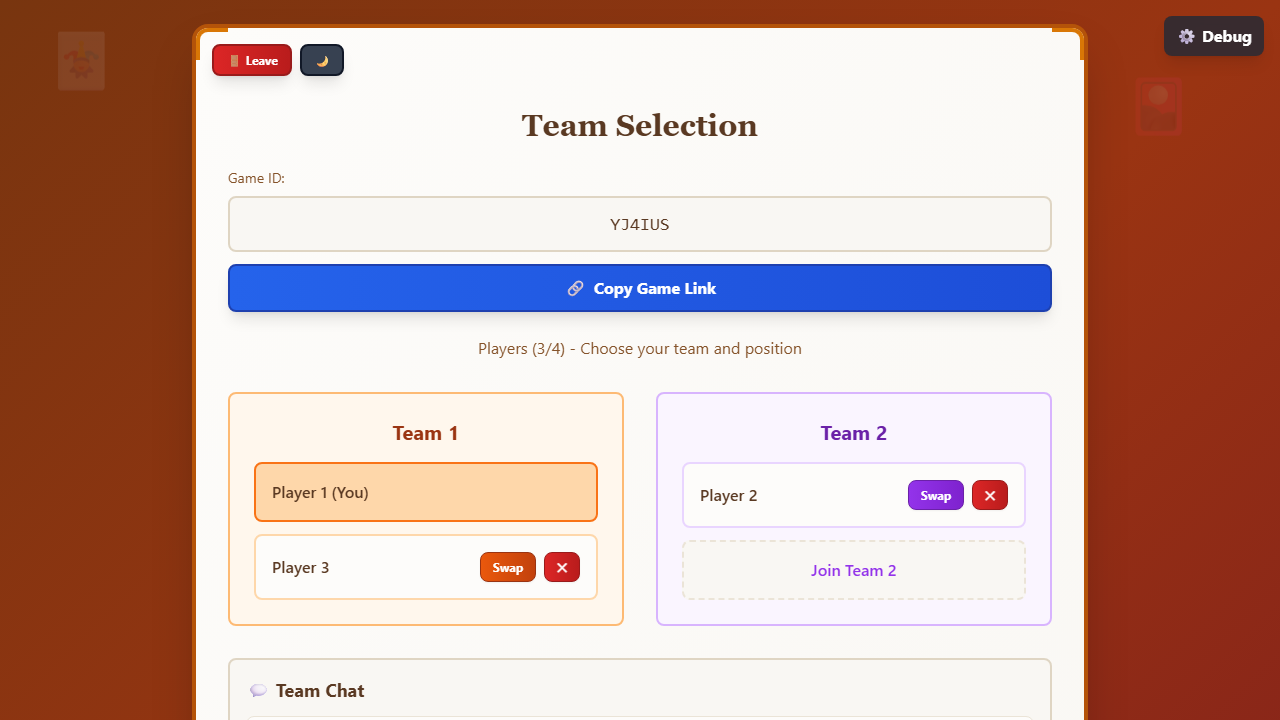 Leave
Debug
Team Selection
Game ID:
YJ4IUS
Copy Game Link
Players (3/4) - Choose your team and position
Team 1
Player 1 (You)
Player 3
Swap
Team 2
Player 2
Swap
Join Team 2
Team Chat